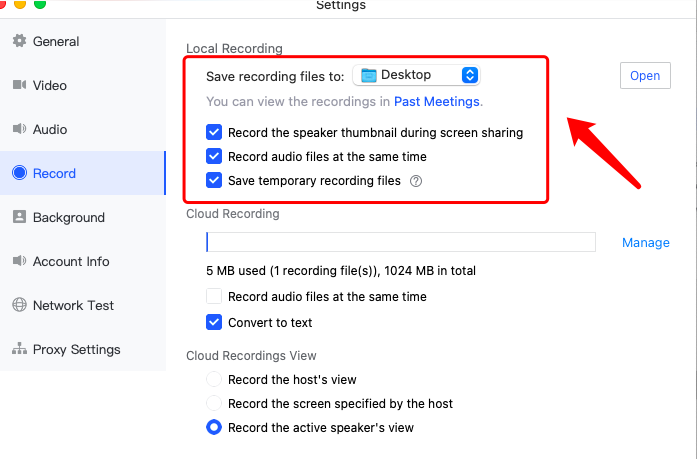 Settings
General
Video
Audio
Record
Background
Account Info
Network Test
Proxy Settings
Local Recording
Save recording files to: Desktop
Open
You can view the recordings in Past Meetings.
Record the speaker thumbnail during screen sharing
Record audio files at the same time
Save temporary recording files ?
Cloud Recording
Manage
5 MB used (1 recording file(s)), 1024 MB in total
Record audio files at the same time
Convert to text
Cloud Recordings View
Record the host's view
Record the screen specified by the host
Record the active speaker's view